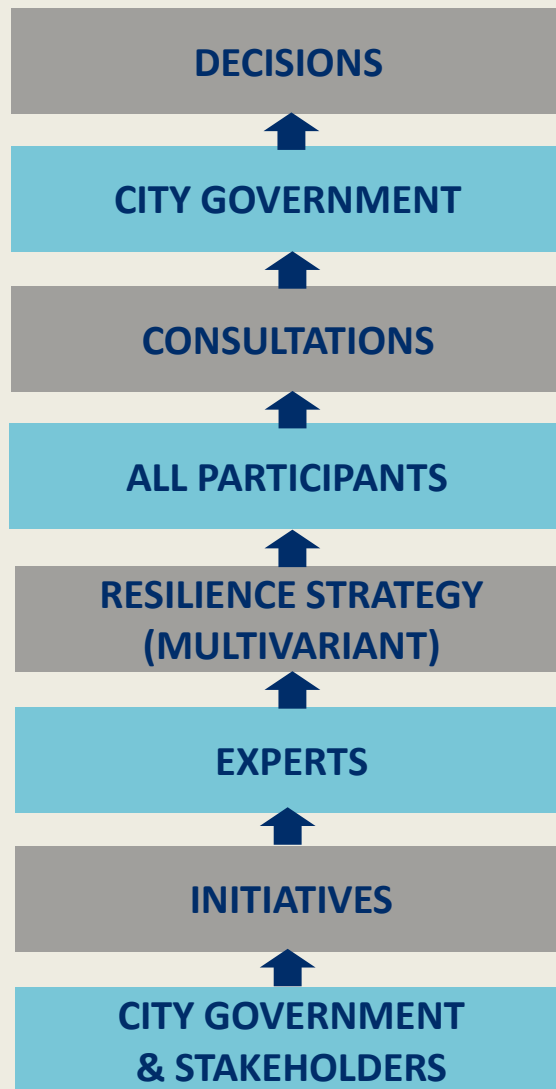 DECISIONS
CITY GOVERNMENT
CONSULTATIONS
ALL PARTICIPANTS
RESILIENCE STRATEGY
(MULTIVARIANT)
EXPERTS
INITIATIVES
CITY GOVERNMENT
& STAKEHOLDERS